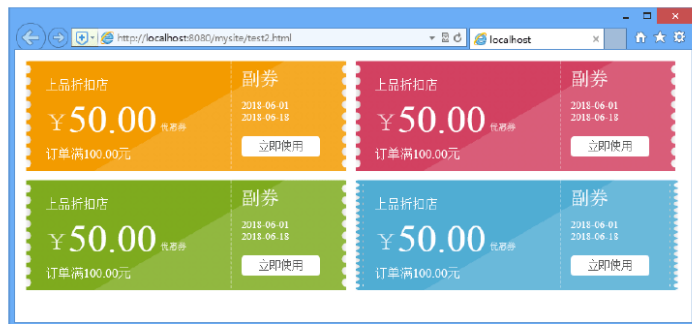 http://localhost:8080/mysite/test2.html
localhost
上品折扣店
¥50.00 优惠券
订单满100.00元
副券
2018-06-01
2018-06-18
立即使用
上品折扣店
¥50.00 优惠券
订单满100.00元
副券
2018-06-01
2018-06-18
立即使用
上品折扣店
¥50.00 优惠券
订单满100.00元
副券
2018-06-01
2018-06-18
立即使用
上品折扣店
¥50.00 优惠券
订单满100.00元
副券
2018-06-01
2018-06-18
立即使用